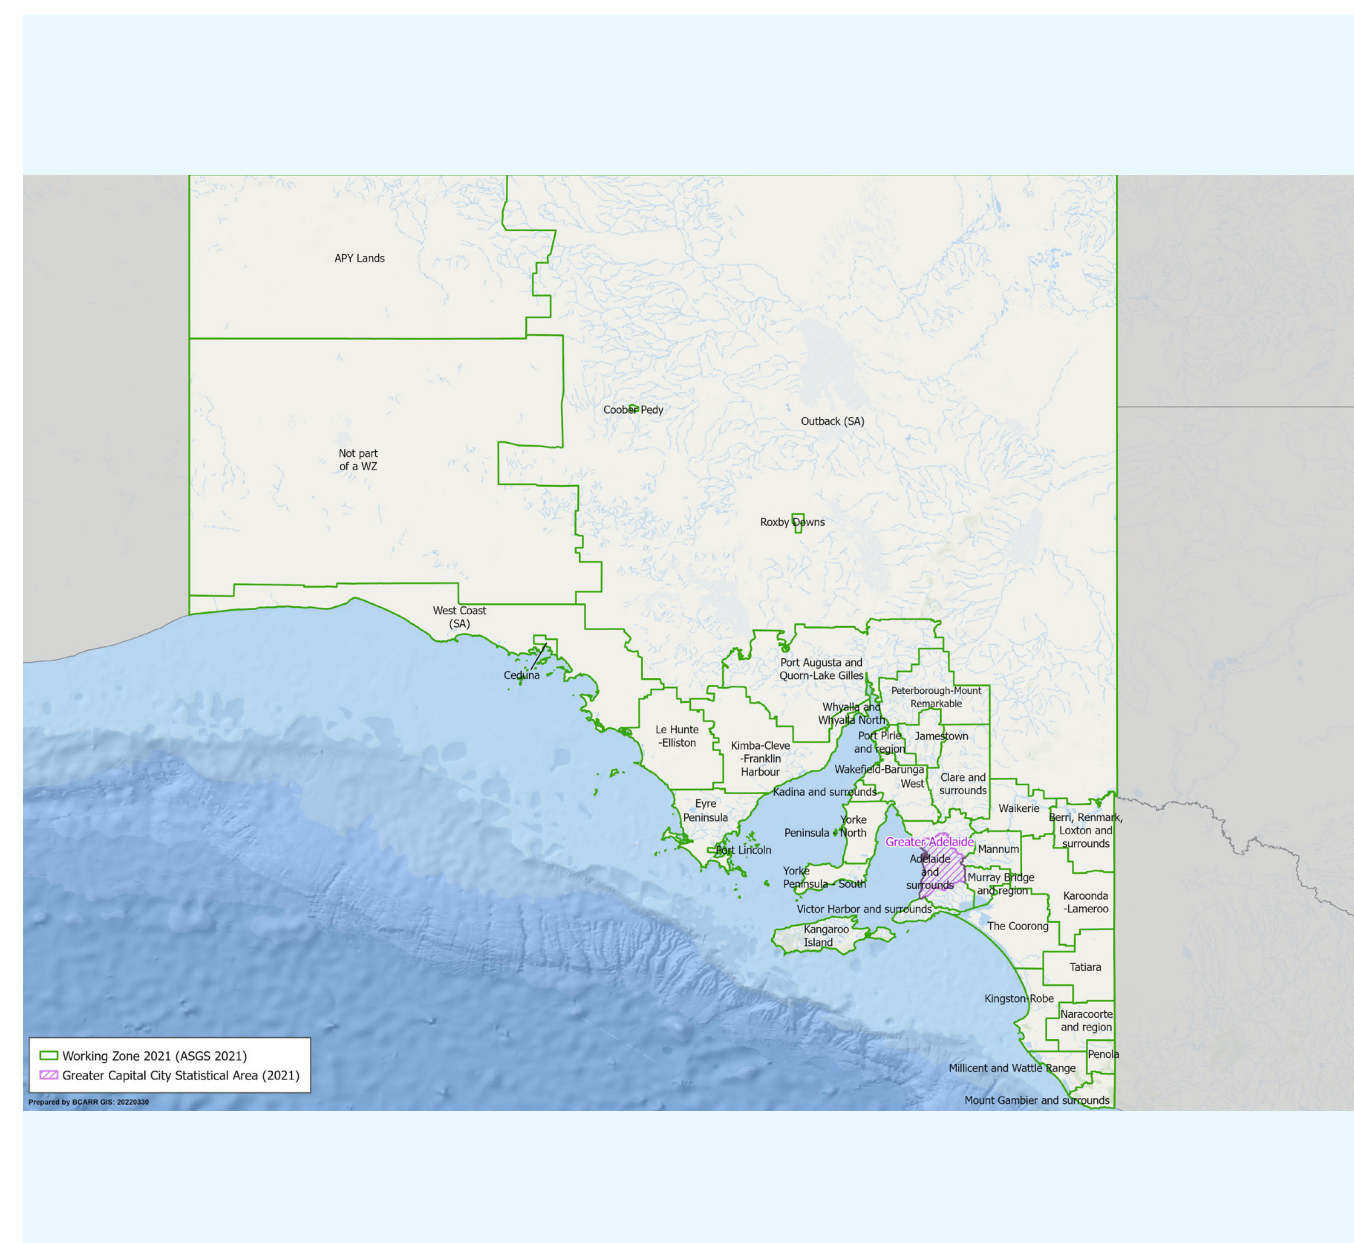 APY Lands
Coober Pedy
Outback (SA)
Not part
of a WZ
Roxby Downs
West Coast
(SA)
Ceduna
Port Augusta and
Quorn-Lake Gilles
Peterborough-Mount
Remarkable
Whyalla and
Whyalla North
Le Hunte
-Elliston
Port Pirie
and region
Jamestown
Kimba-Cleve
-Franklin
Harbour
Wakefield-Barunga
West
Clare and
surrounds
Kadina and surrounds
Eyre
Peninsula
Waikerie
Berri, Renmark,
Loxton and
surrounds
Yorke
Peninsula - North
Greater Adelaide
Port Lincoln
Mannum
Adelaide
and
surrounds
Yorke
Peninsula - South
Murray Bridge
and region
Karoonda
-Lameroo
Victor Harbor and surrounds
The Coorong
Kangaroo
Island
Tatiara
Kingston-Robe
Naracoorte
and region
Penola
Millicent and Wattle Range
Mount Gambier and surrounds
Working Zone 2021 (ASGS 2021)
Greater Capital City Statistical Area (2021)
Prepared by BCARR GIS: 20220330